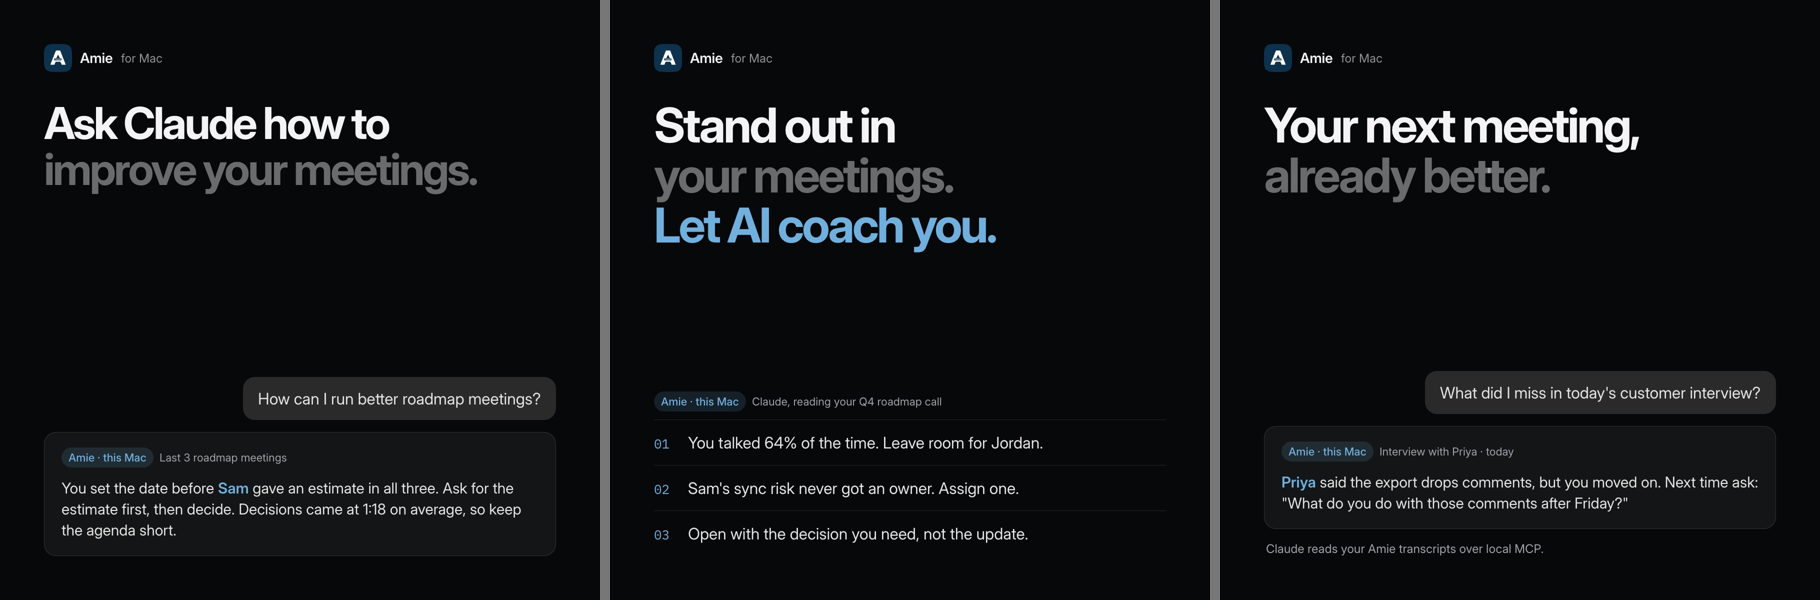 Amie for Mac
Ask Claude how to
improve your meetings.
How can I run better roadmap meetings?
Amie · this Mac Last 3 roadmap meetings
You set the date before Sam gave an estimate in all three. Ask for the
estimate first, then decide. Decisions came at 1:18 on average, so keep
the agenda short.
Amie for Mac
Stand out in
your meetings.
Let AI coach you.
Amie · this Mac Claude, reading your Q4 roadmap call
01 You talked 64% of the time. Leave room for Jordan.
02 Sam's sync risk never got an owner. Assign one.
03 Open with the decision you need, not the update.
Amie for Mac
Your next meeting,
already better.
What did I miss in today's customer interview?
Amie · this Mac Interview with Priya · today
Priya said the export drops comments, but you moved on. Next time ask:
"What do you do with those comments after Friday?"
Claude reads your Amie transcripts over local MCP.